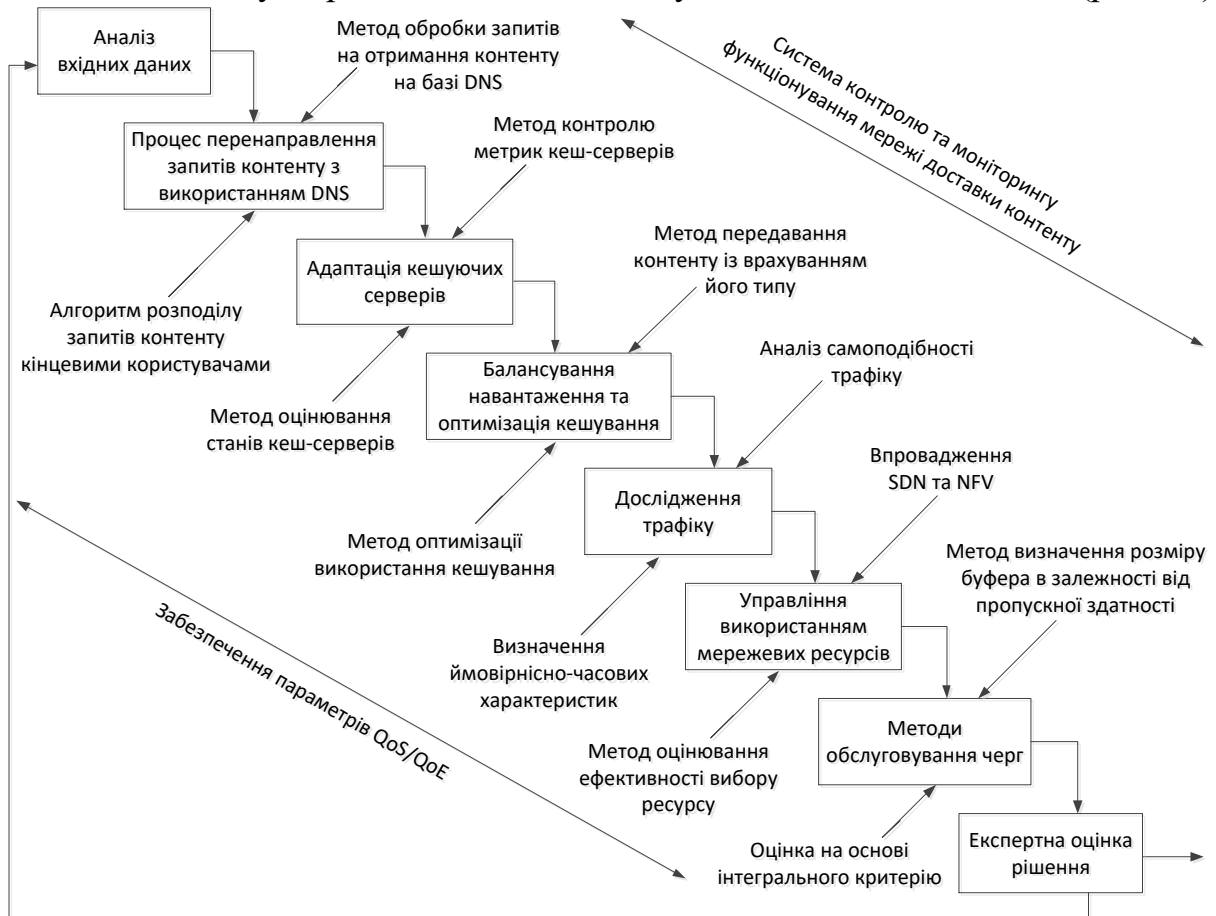 Аналіз
вхідних даних
Метод обробки запитів
на отримання контенту
на базі DNS
Система контролю та моніторингу
функціонування мережі доставки контенту
Процес перенаправлення
запитів контенту з
використанням DNS
Метод контролю
метрик кеш-серверів
Адаптація кешуючих
серверів
Метод передавання
контенту із врахуванням
його типу
Алгоритм розподілу
запитів контенту
кінцевими користувачами
Балансування
навантаження та
оптимізація кешування
Аналіз самоподібності
трафіку
Метод оцінювання
станів кеш-серверів
Впровадження
SDN та NFV
Дослідження
трафіку
Метод оптимізації
використання кешування
Метод визначення розміру
буфера в залежності від
пропускної здатності
Забезпечення параметрів QoS/QoE
Управління
використанням
мережевих ресурсів
Визначення
ймовірнісно-часових
характеристик
Методи
обслуговування черг
Метод оцінювання
ефективності вибору
ресурсу
Експертна оцінка
рішення
Оцінка на основі
інтегрального критерію